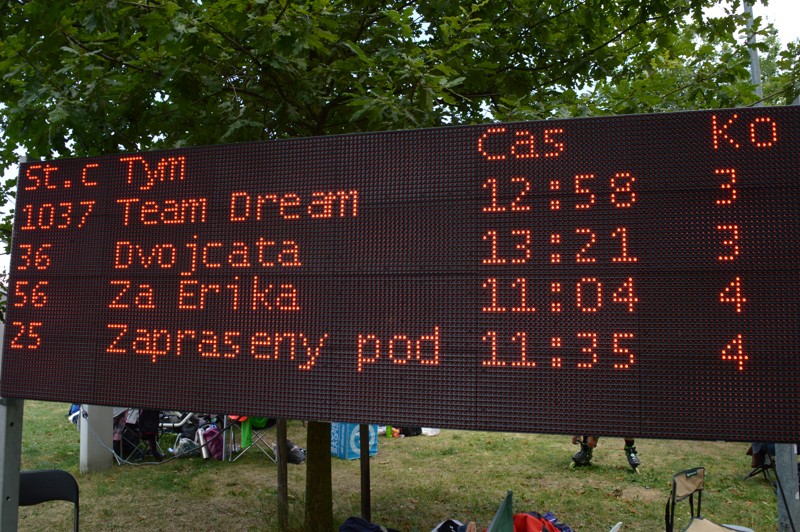 St.c Tym Cas Ko
1037 Team Dream 12:58 3
36 Dvojcata 13:21 3
56 Za Erika 11:04 4
25 Zapraseny pod 11:35 4